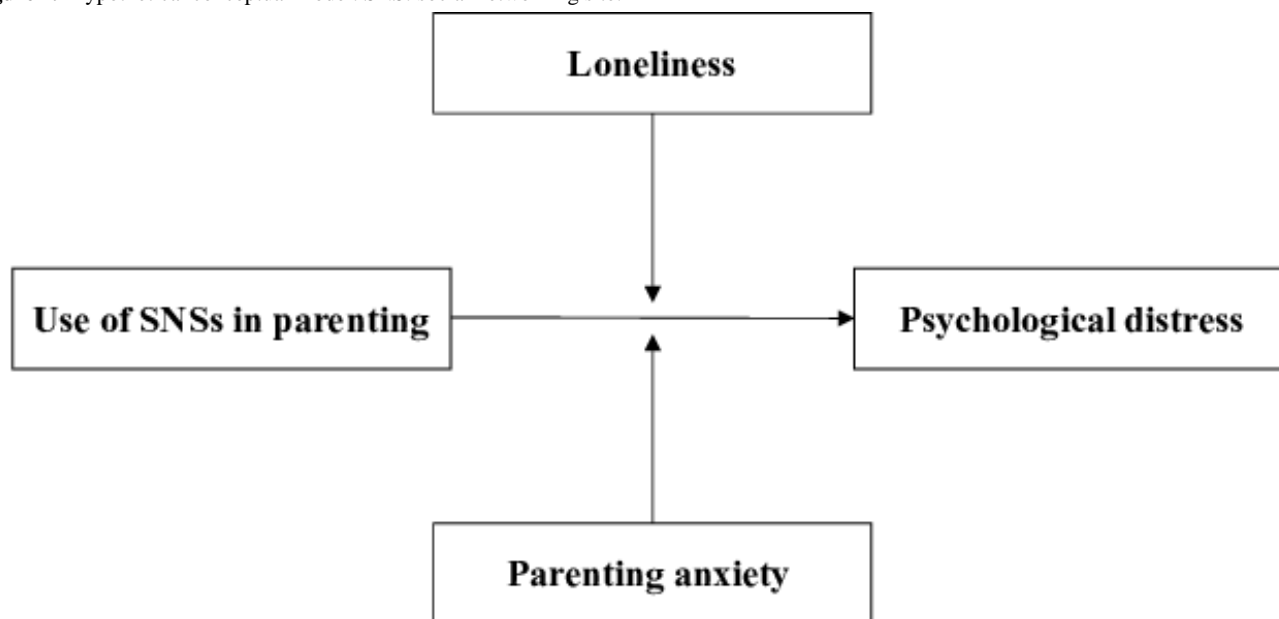 Loneliness
Use of SNSs in parenting
Psychological distress
Parenting anxiety